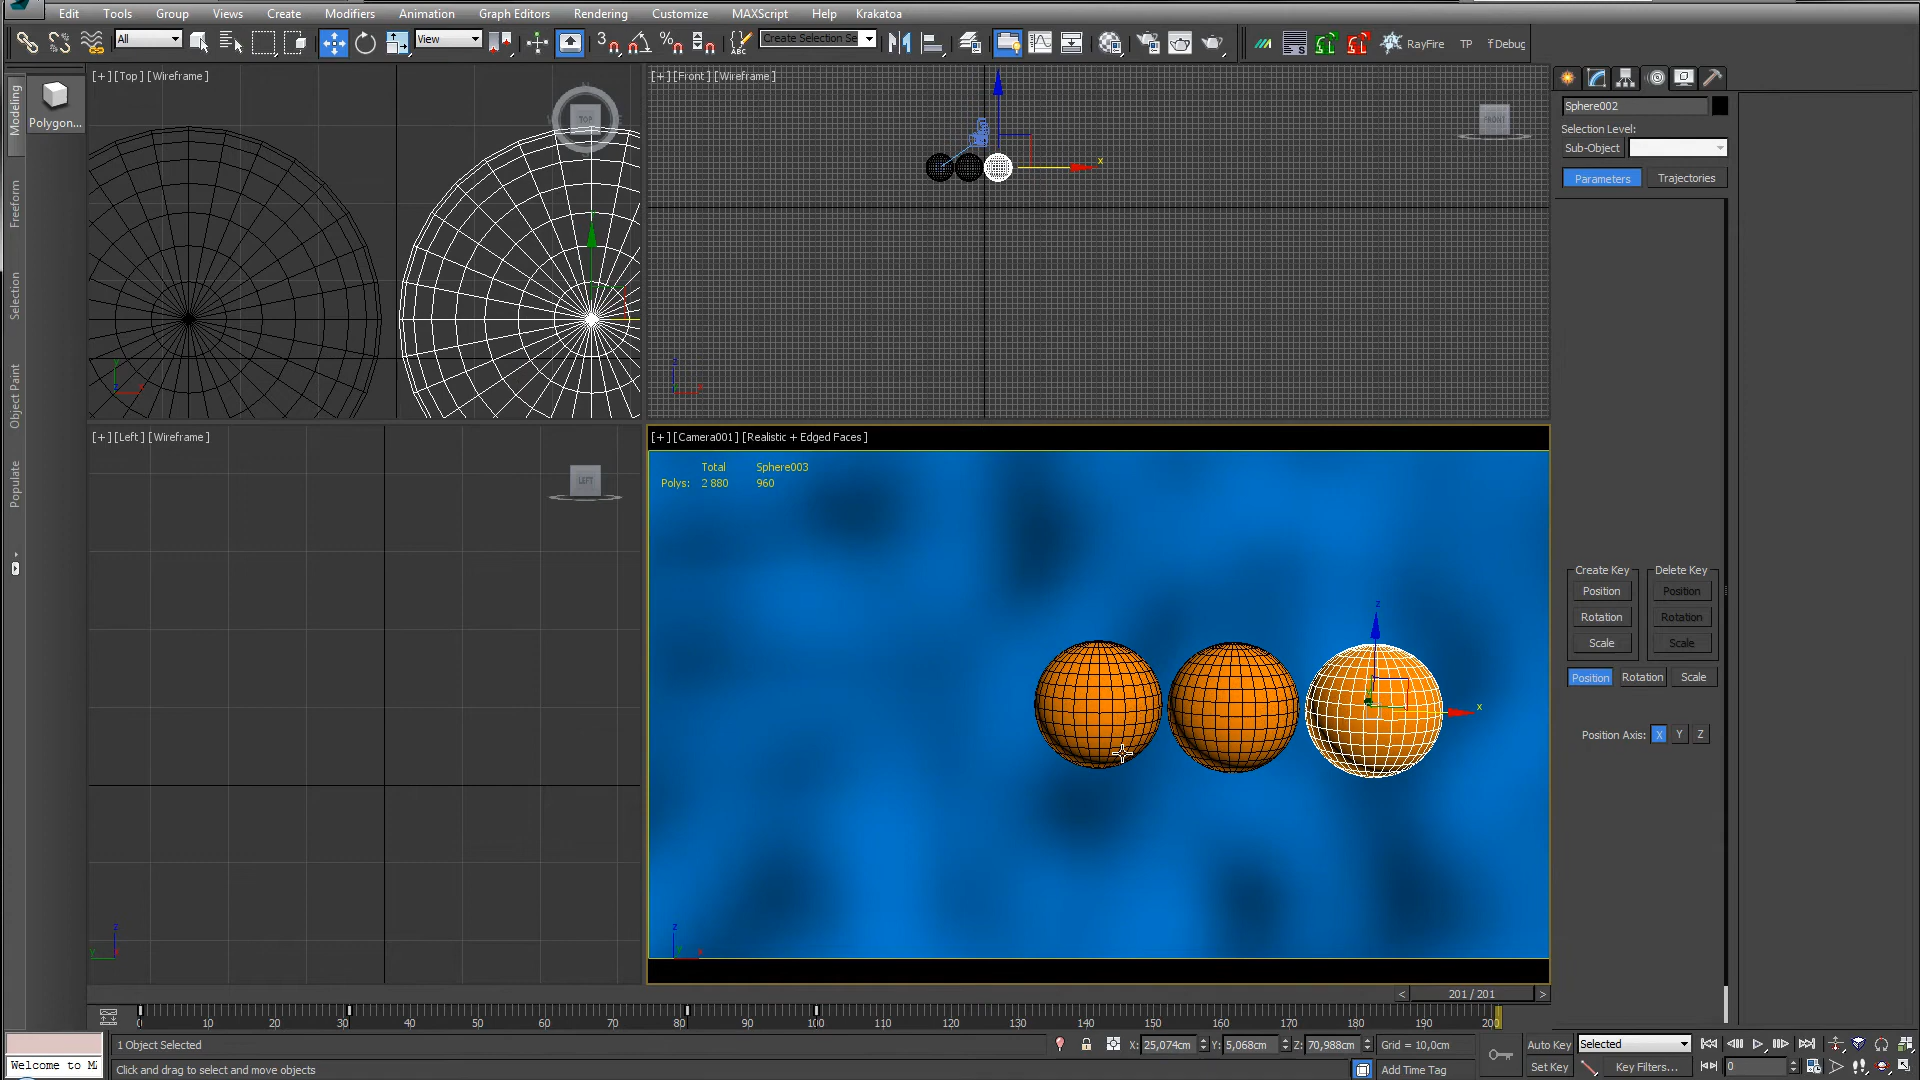 Edit Tools Group Views Create Modifiers Animation Graph Editors Rendering Customize MAXScript Help Krakatoa
All View Create Selection Se RayFire TP fDebug
Modeling
Freeform
Selection
Object Paint
Populate
Polygon...
[+] [Top] [Wireframe]
TOP
[+] [Front] [Wireframe]
FRONT
x
[+] [Left] [Wireframe]
LEFT
[+] [Camera001] [Realistic + Edged Faces]
Total Sphere003
Polys: 2 880 960
z
x
Sphere002
Selection Level:
Sub-Object
Parameters Trajectories
Create Key Delete Key
Position Position
Rotation Rotation
Scale Scale
Position Rotation Scale
Position Axis: X Y Z
< 201 / 201 >
0 10 20 30 40 50 60 70 80 90 100 110 120 130 140 150 160 170 180 190 200
1 Object Selected X: 25,074cm Y: 5,068cm Z: 70,988cm Grid = 10,0cm Auto Key Selected
Welcome to M Click and drag to select and move objects Add Time Tag Set Key Key Filters... 0